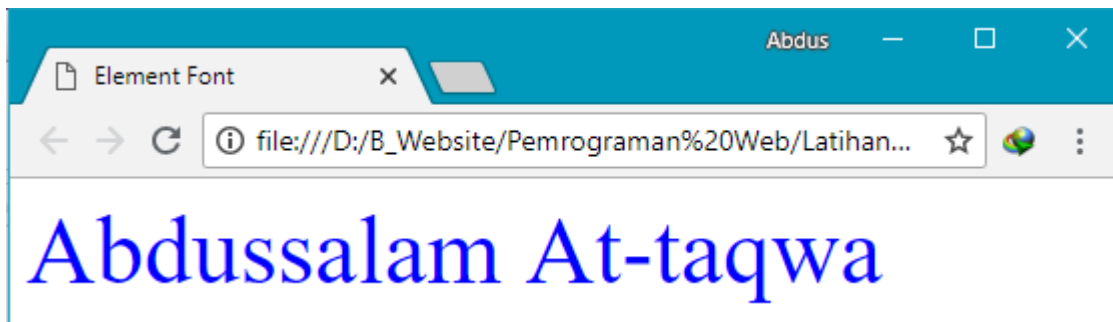 Abdus
Element Font
file:///D:/B_Website/Pemrograman%20Web/Latihan...
Abdussalam At-taqwa